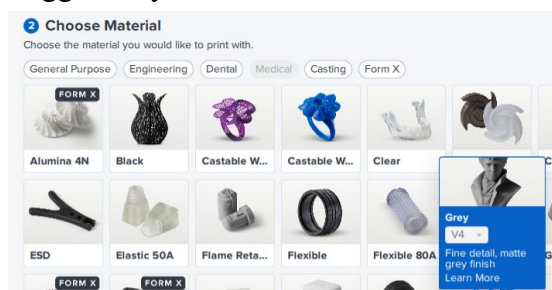 2 Choose Material
Choose the material you would like to print with.
General Purpose Engineering Dental Medical Casting Form X
FORM X
Alumina 4N Black Castable W... Castable W... Clear
Grey
V4
Fine detail, matte
grey finish
Learn More
ESD Elastic 50A Flame Reta... Flexible Flexible 80A
FORM X FORM X